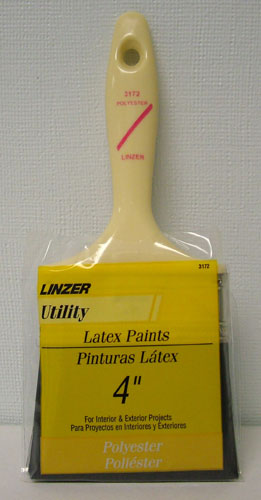 3172
POLYESTER
LINZER
3172
LINZER
Utility
Latex Paints
Pinturas Látex
4"
For Interior & Exterior Projects
Para Proyectos en Interiores y Exteriores
Polyester
Poliéster